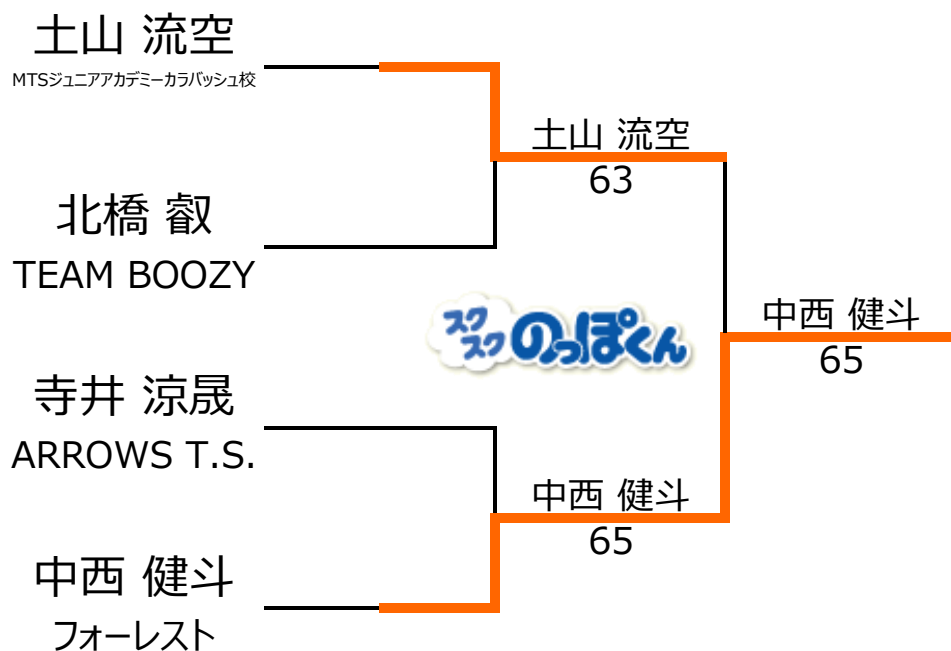 土山 流空
MTSジュニアアカデミーカラバッシュ校
土山 流空
63
北橋 叡
TEAM BOOZY
スク
スク のっぽくん
中西 健斗
65
寺井 涼晟
ARROWS T.S.
中西 健斗
65
中西 健斗
フォーレスト